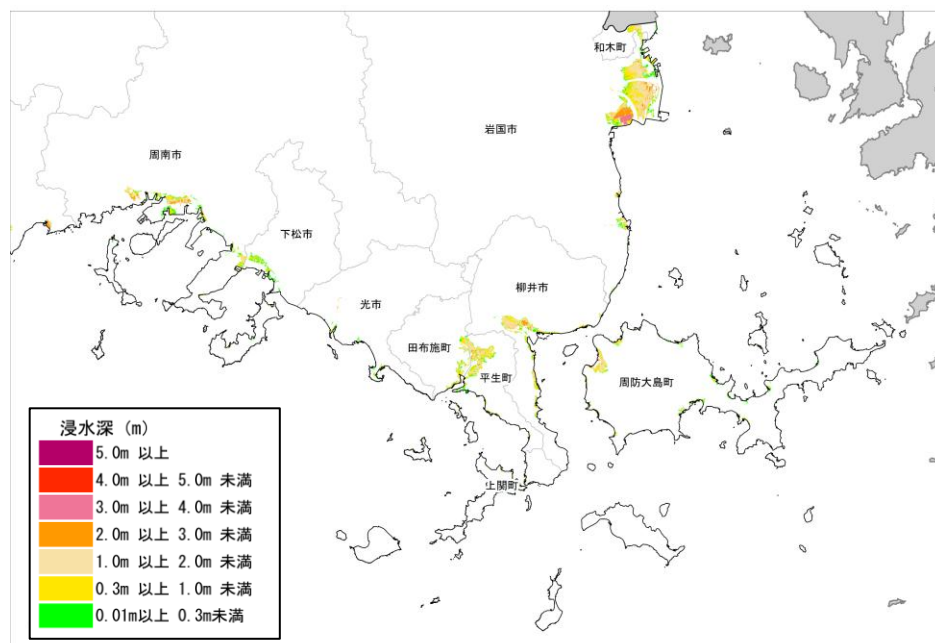 和木町
岩国市
周南市
下松市
柳井市
光市
田布施町
平生町
周防大島町
上関町
浸水深 (m)
5.0m 以上
4.0m 以上 5.0m 未満
3.0m 以上 4.0m 未満
2.0m 以上 3.0m 未満
1.0m 以上 2.0m 未満
0.3m 以上 1.0m 未満
0.01m以上 0.3m未満